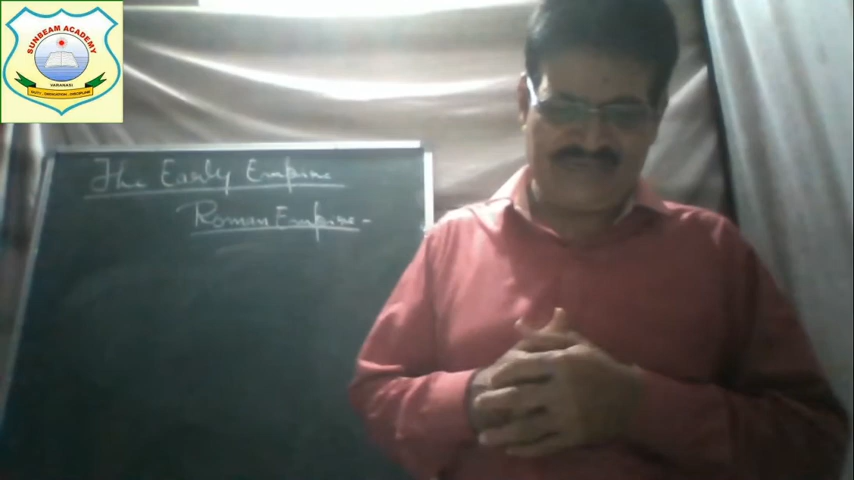 SUNBEAM ACADEMY
VARANASI
The Early Empire
Roman Empire -